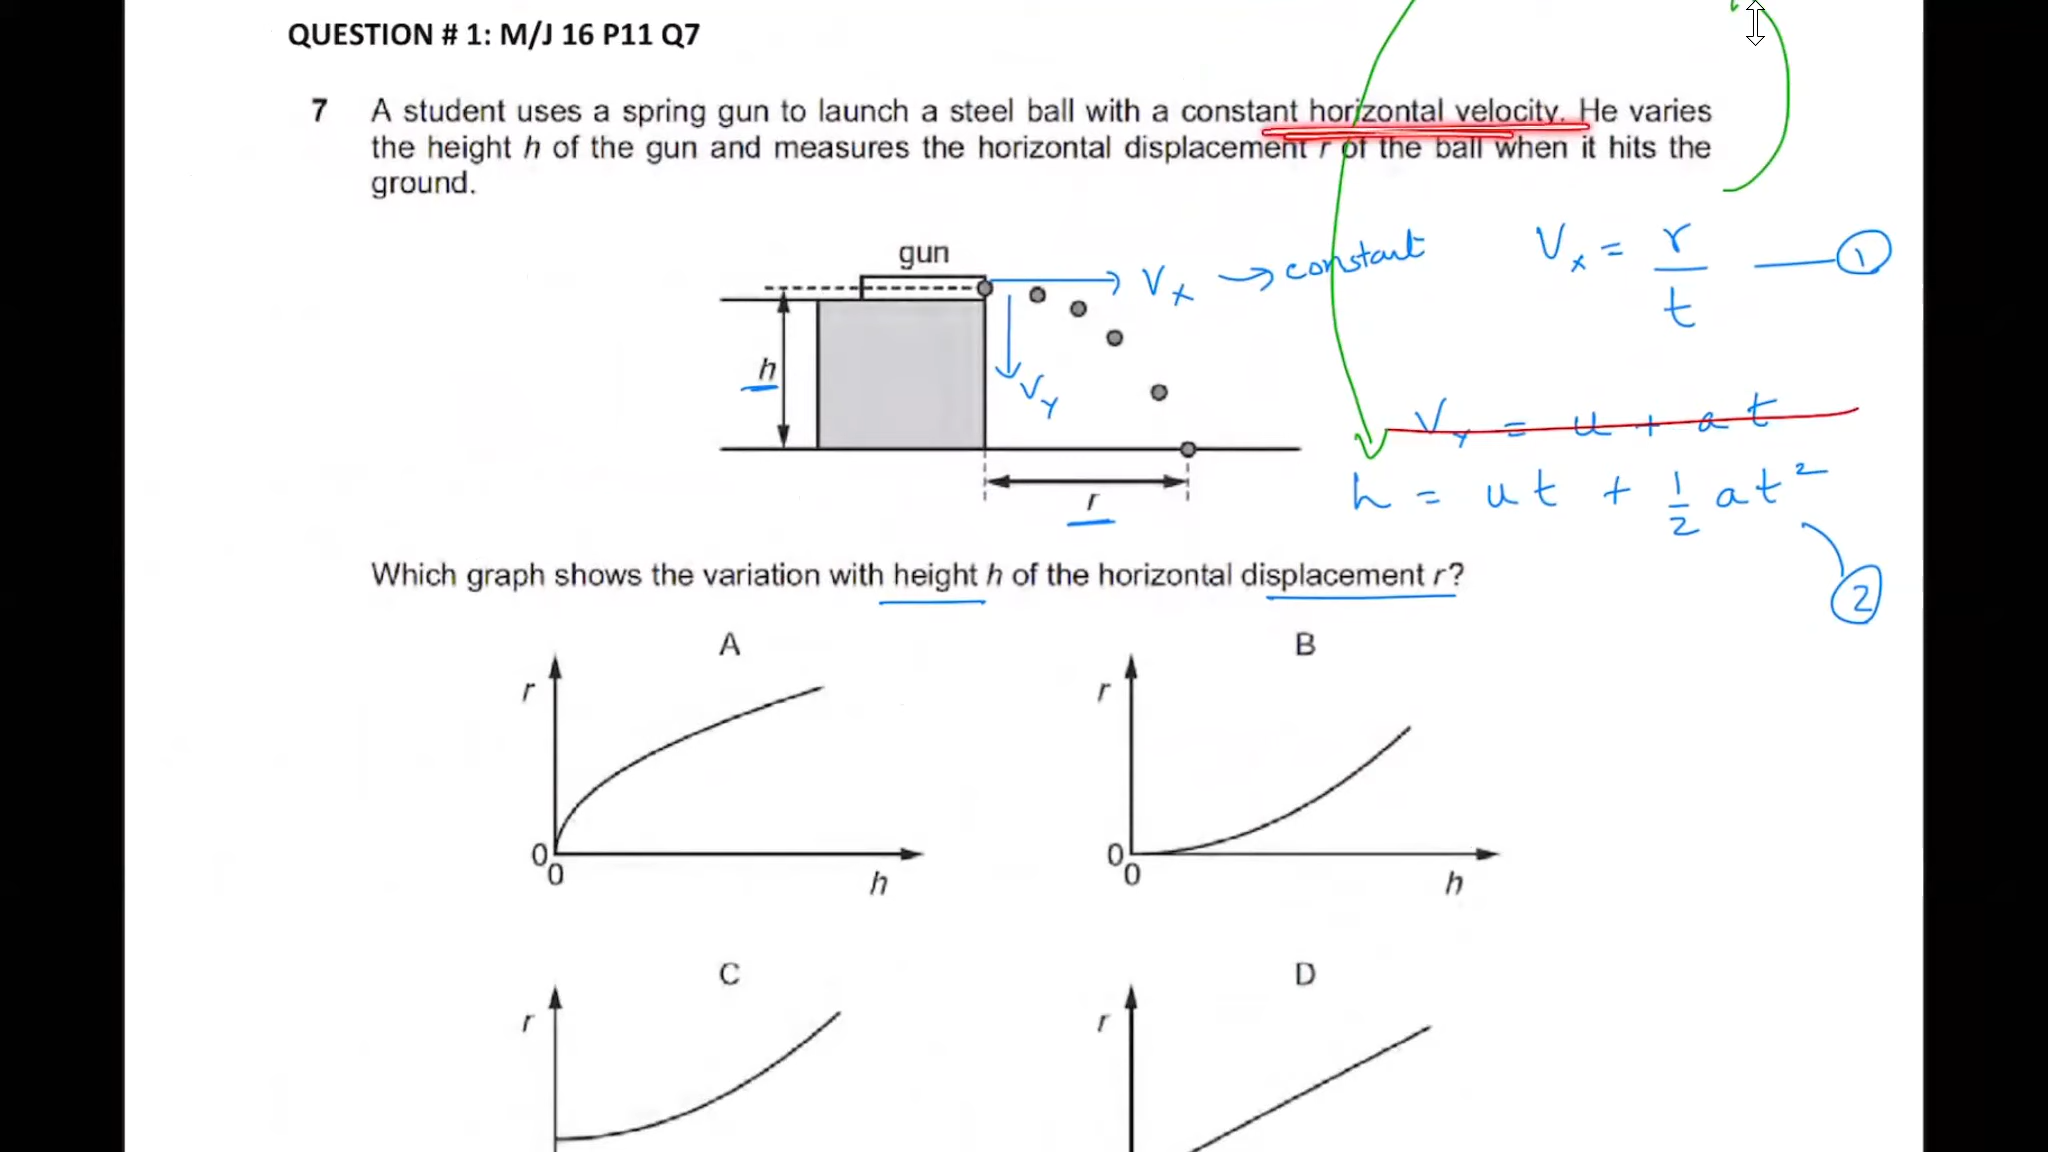 QUESTION # 1: M/J 16 P11 Q7
7 A student uses a spring gun to launch a steel ball with a constant horizontal velocity. He varies
the height h of the gun and measures the horizontal displacement r of the ball when it hits the
ground.
gun
Vx → constant
Vx = r/t — 1
h
Vy
Vy = u + at
h = ut + 1/2 at²
r
2
Which graph shows the variation with height h of the horizontal displacement r?
A
r
0
0
h
B
r
0
0
h
C
r
D
r